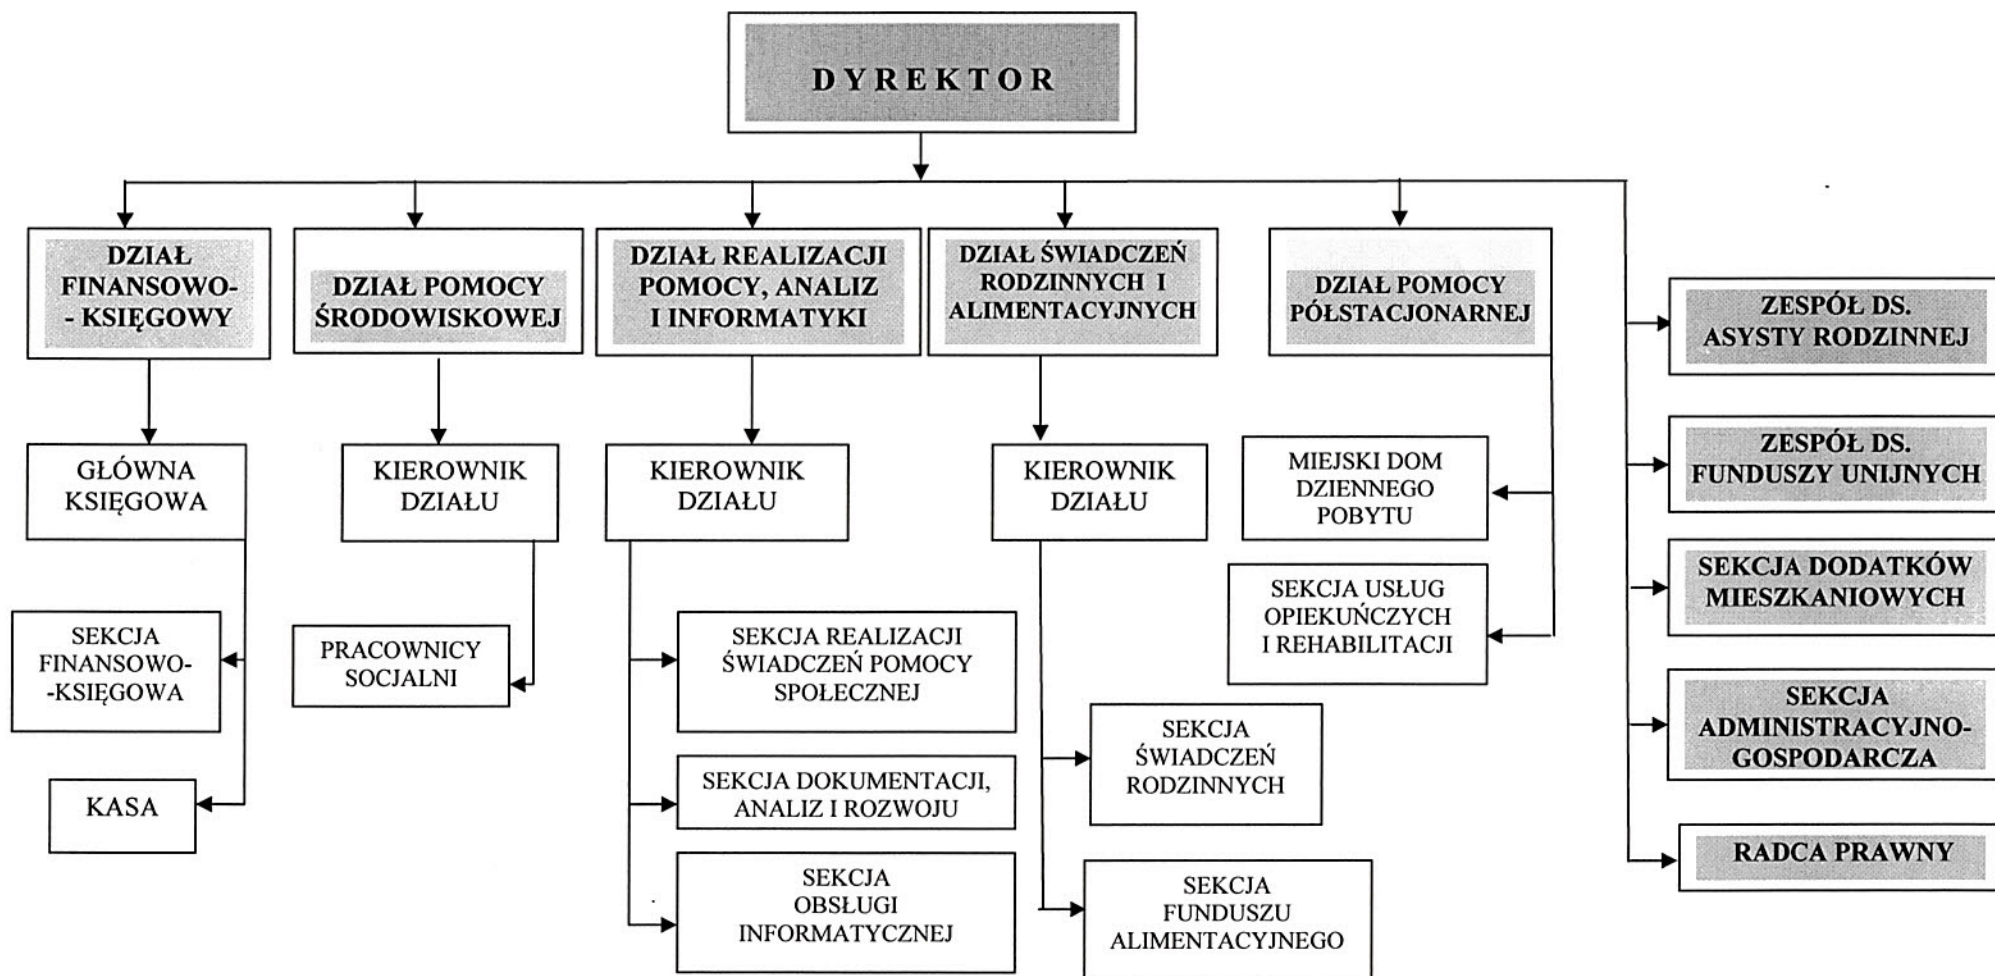 DYREKTOR
DZIAŁ
FINANSOWO-
- KSIĘGOWY
DZIAŁ POMOCY
ŚRODOWISKOWEJ
DZIAŁ REALIZACJI
POMOCY, ANALIZ
I INFORMATYKI
DZIAŁ ŚWIADCZEŃ
RODZINNYCH I
ALIMENTACYJNYCH
DZIAŁ POMOCY
PÓŁSTACJONARNEJ
ZESPÓŁ DS.
ASYSTY RODZINNEJ
ZESPÓŁ DS.
FUNDUSZY UNIJNYCH
SEKCJA DODATKÓW
MIESZKANIOWYCH
SEKCJA
ADMINISTRACYJNO-
GOSPODARCZA
RADCA PRAWNY
GŁÓWNA
KSIĘGOWA
KIEROWNIK
DZIAŁU
KIEROWNIK
DZIAŁU
KIEROWNIK
DZIAŁU
MIEJSKI DOM
DZIENNEGO
POBYTU
SEKCJA USŁUG
OPIEKUŃCZYCH
I REHABILITACJI
SEKCJA
FINANSOWO-
-KSIĘGOWA
KASA
PRACOWNICY
SOCJALNI
SEKCJA REALIZACJI
ŚWIADCZEŃ POMOCY
SPOŁECZNEJ
SEKCJA DOKUMENTACJI,
ANALIZ I ROZWOJU
SEKCJA
OBSŁUGI
INFORMATYCZNEJ
SEKCJA
ŚWIADCZEŃ
RODZINNYCH
SEKCJA
FUNDUSZU
ALIMENTACYJNEGO